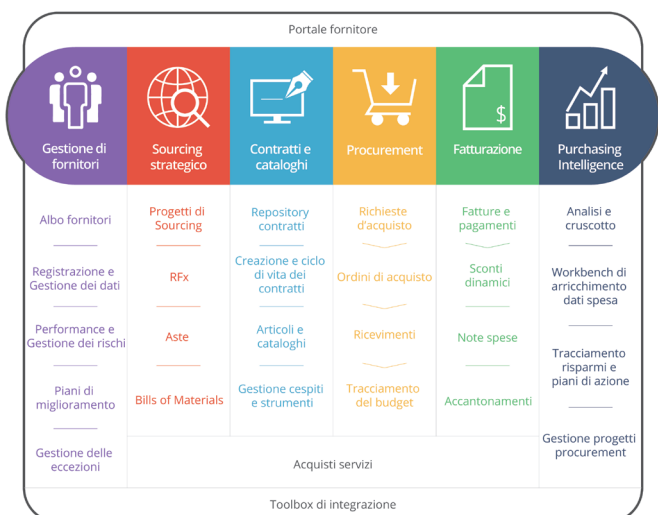 Portale fornitore
Gestione di
fornitori
Sourcing
strategico
Contratti e
cataloghi
Procurement
$
Fatturazione
Purchasing
Intelligence
Albo fornitori
Registrazione e
Gestione dei dati
Performance e
Gestione dei rischi
Piani di
miglioramento
Gestione delle
eccezioni
Progetti di
Sourcing
RFx
Aste
Bills of Materials
Repository
contratti
Creazione e ciclo
di vita dei
contratti
Articoli e
cataloghi
Gestione cespiti
e strumenti
Richieste
d'acquisto
Ordini di acquisto
Ricevimenti
Tracciamento
del budget
Fatture e
pagamenti
Sconti
dinamici
Note spese
Accantonamenti
Analisi e
cruscotto
Workbench di
arricchimento
dati spesa
Tracciamento
risparmi e
piani di azione
Gestione progetti
procurement
Acquisti servizi
Toolbox di integrazione